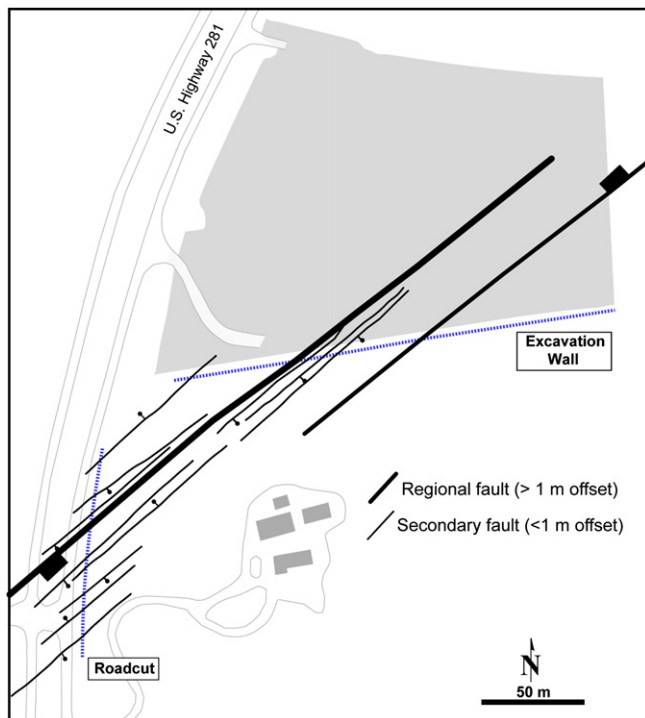 U.S. Highway 281
Excavation
Wall
Regional fault (> 1 m offset)
Secondary fault (<1 m offset)
Roadcut
N
50 m